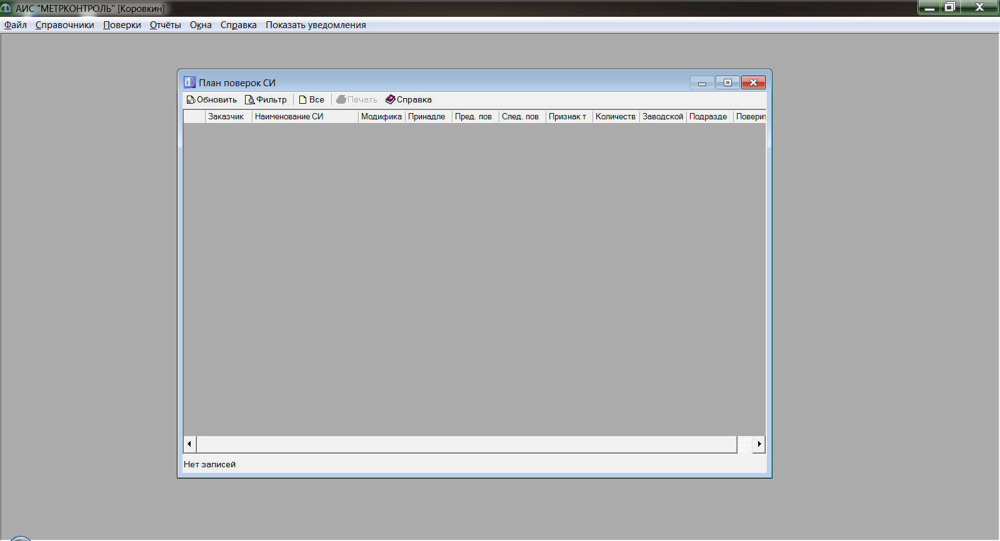 АИС "МЕТРКОНТРОЛЬ" [Коровкин]
Файл Справочники Поверки Отчёты Окна Справка Показать уведомления
План поверок СИ
Обновить Фильтр Все Печать Справка
Заказчик Наименование СИ Модифика Принадле Пред. пов След. пов Признак т Количеств Заводской Подразде Поверит
Нет записей